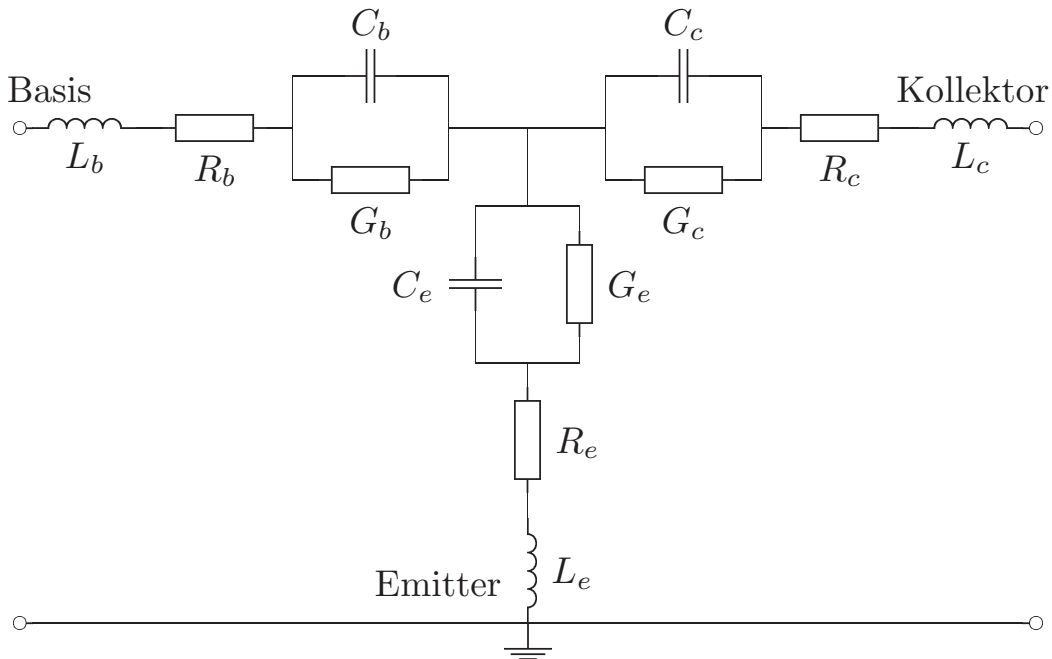 C_b
C_c
Basis
Kollektor
L_b
R_b
R_c
L_c
G_b
G_c
C_e
G_e
R_e
Emitter
L_e